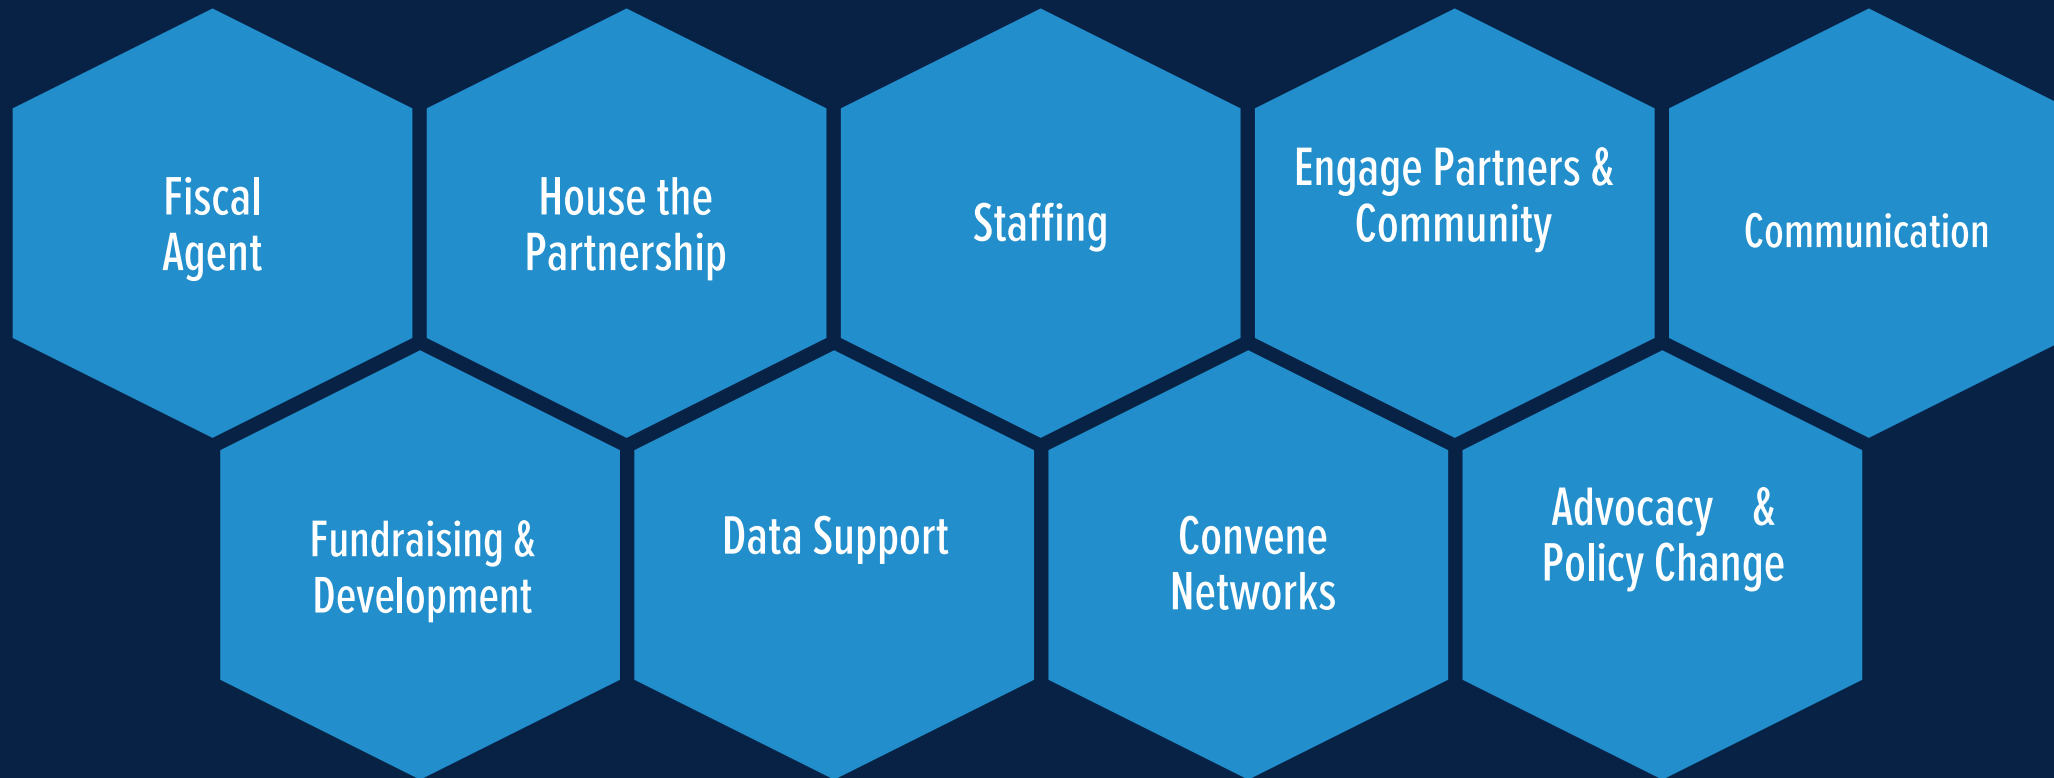 Fiscal
Agent
House the
Partnership
Staffing
Engage Partners &
Community
Communication
Fundraising &
Development
Data Support
Convene
Networks
Advocacy &
Policy Change